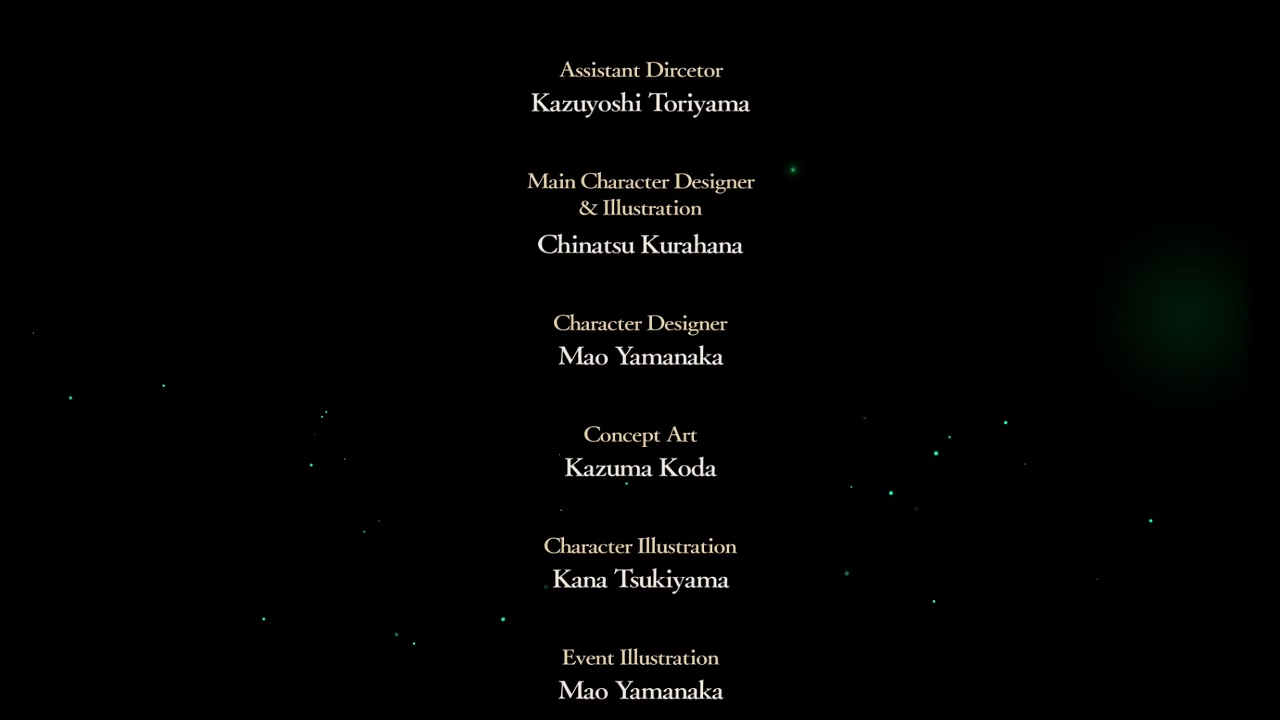 Assistant Dircetor
Kazuyoshi Toriyama
Main Character Designer
& Illustration
Chinatsu Kurahana
Character Designer
Mao Yamanaka
Concept Art
Kazuma Koda
Character Illustration
Kana Tsukiyama
Event Illustration
Mao Yamanaka